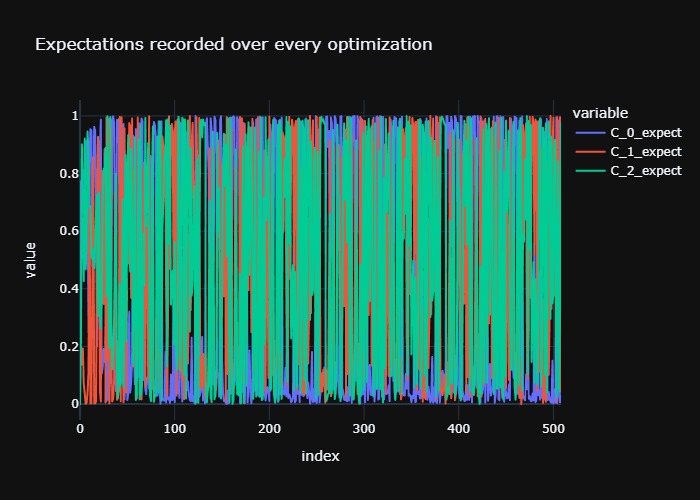 Expectations recorded over every optimization
variable
C_0_expect
C_1_expect
C_2_expect
value
1
0.8
0.6
0.4
0.2
0
0 100 200 300 400 500
index